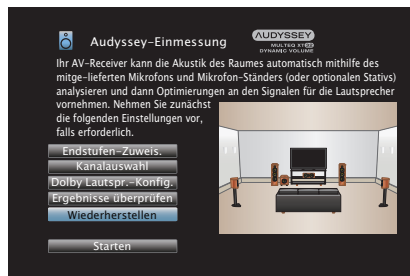 Audyssey-Einmessung
AUDYSSEY
MULTEQ XT32
DYNAMIC VOLUME
Ihr AV-Receiver kann die Akustik des Raumes automatisch mithilfe des
mitge-lieferten Mikrofons und Mikrofon-Ständers (oder optionalen Stativs)
analysieren und dann Optimierungen an den Signalen für die Lautsprecher
vornehmen. Nehmen Sie zunächst
die folgenden Einstellungen vor,
falls erforderlich.
Endstufen-Zuweis.
Kanalauswahl
Dolby Lautspr.-Konfig.
Ergebnisse überprüfen
Wiederherstellen
Starten